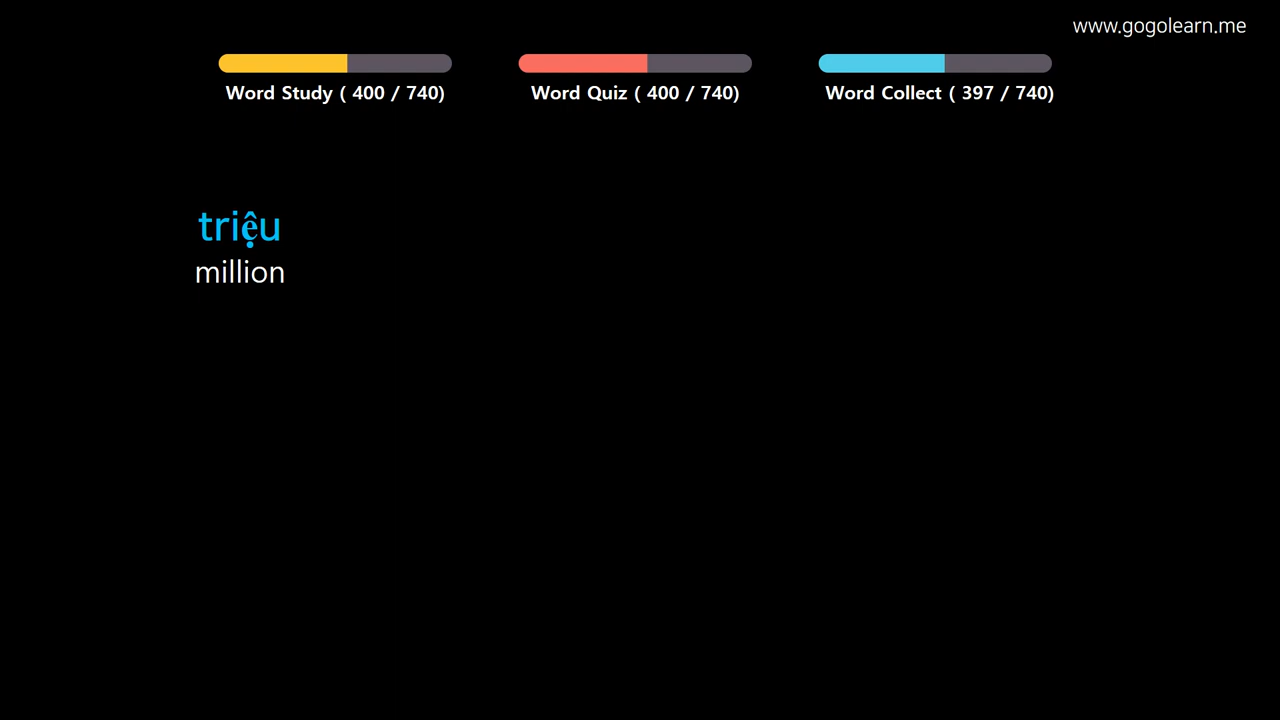 www.gogolearn.me
Word Study ( 400 / 740)
Word Quiz ( 400 / 740)
Word Collect ( 397 / 740)
triệu
million